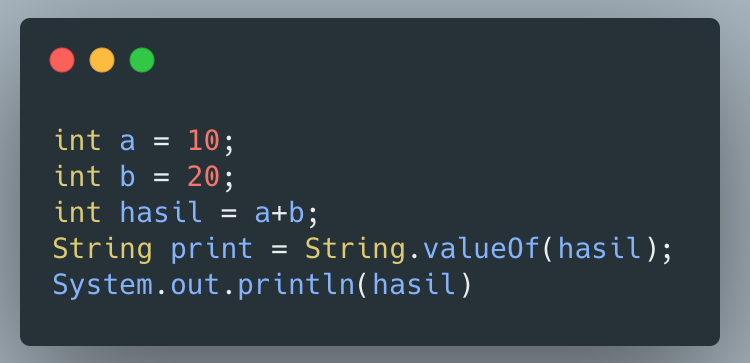 int a = 10;
int b = 20;
int hasil = a+b;
String print = String.valueOf(hasil);
System.out.println(hasil)